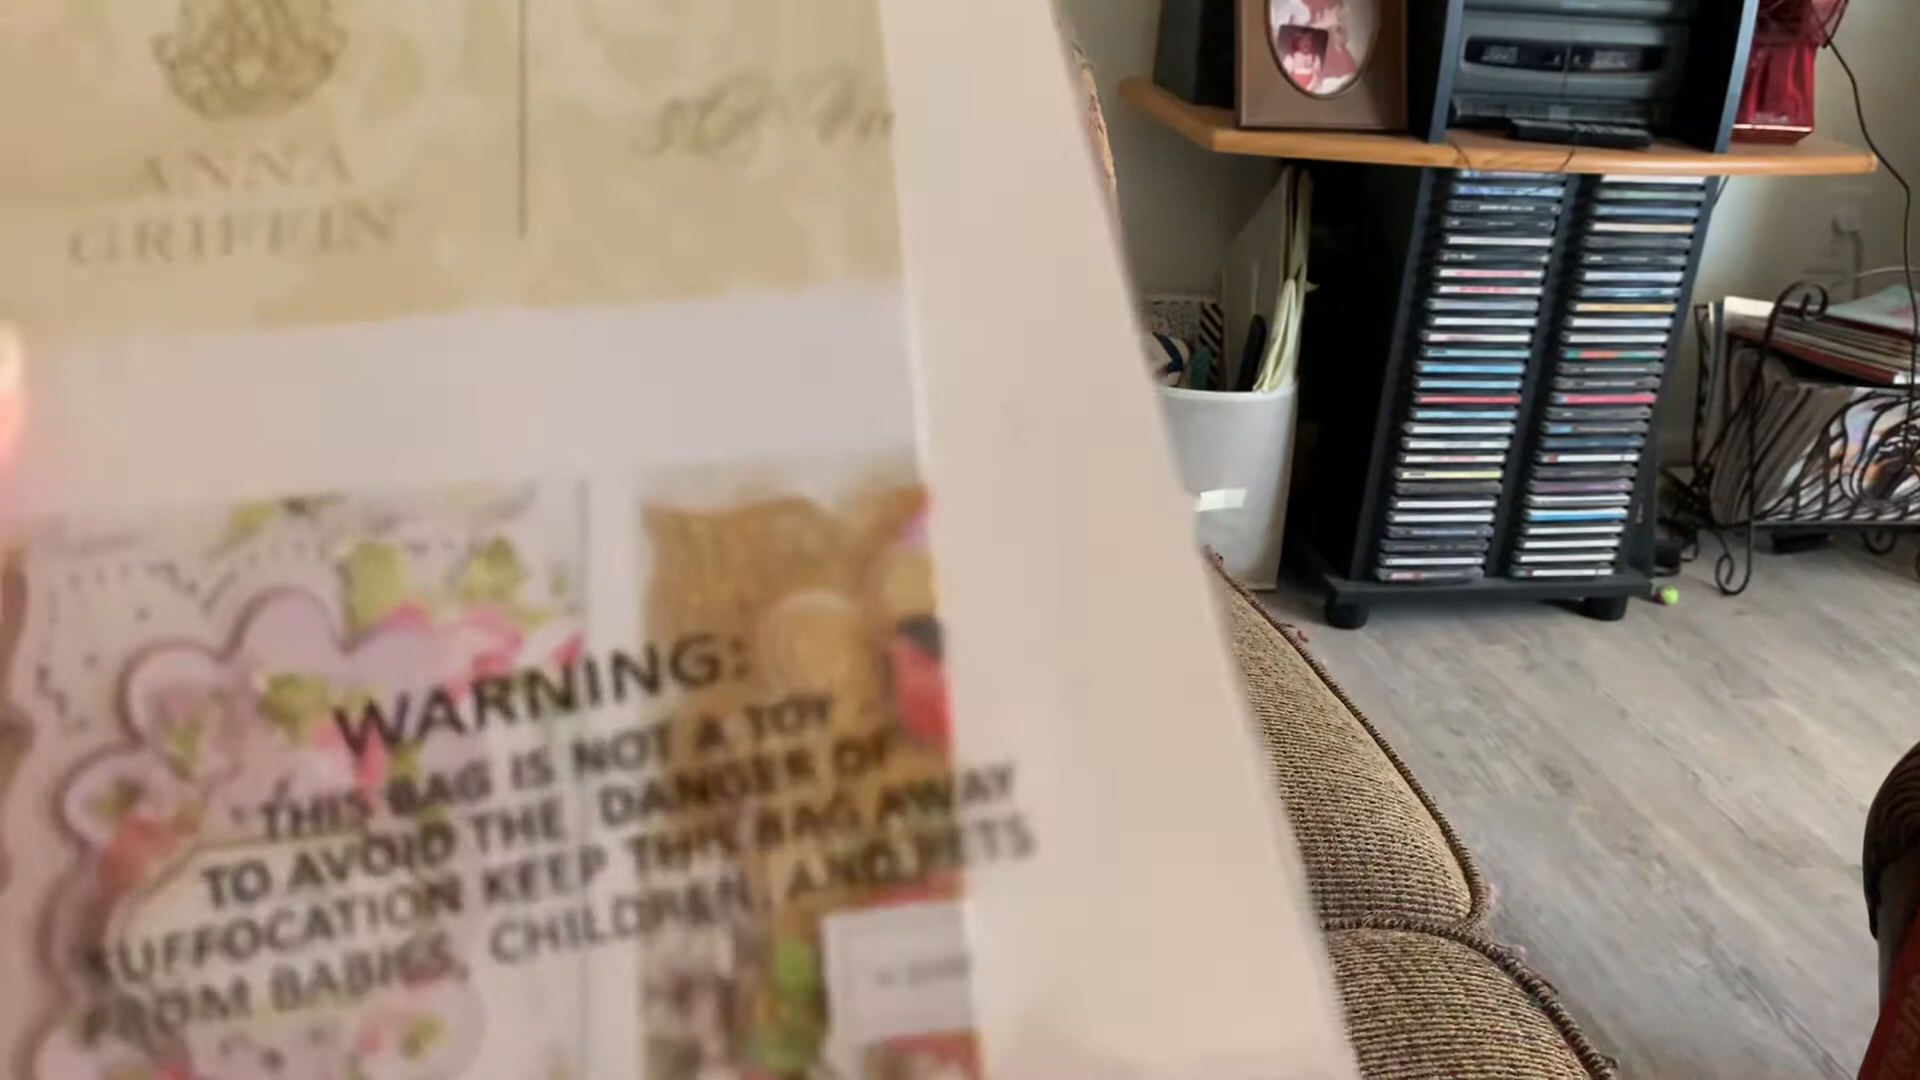 ANNA
GRIFFIN
WARNING:
THIS BAG IS NOT A TOY
TO AVOID THE DANGER OF
SUFFOCATION KEEP THIS BAG AWAY
FROM BABIES, CHILDREN, AND PETS